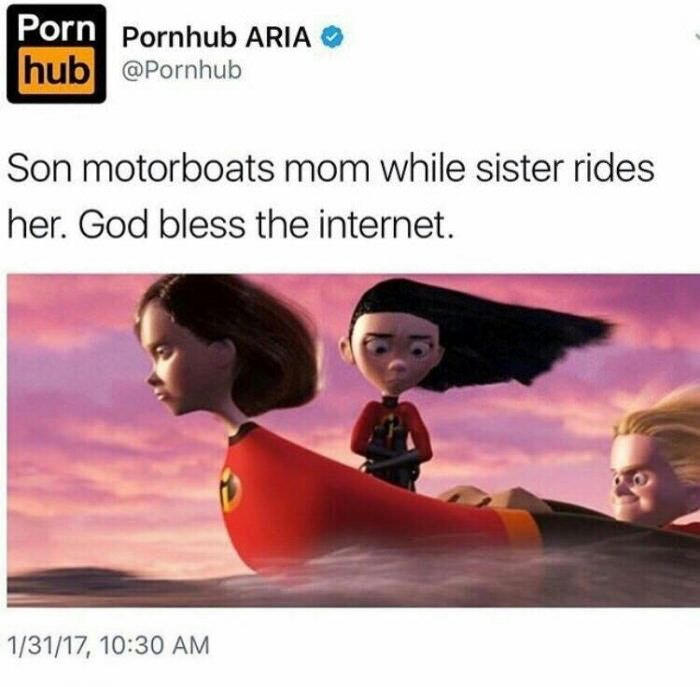 Porn
hub
Pornhub ARIA
@Pornhub
Son motorboats mom while sister rides
her. God bless the internet.
1/31/17, 10:30 AM